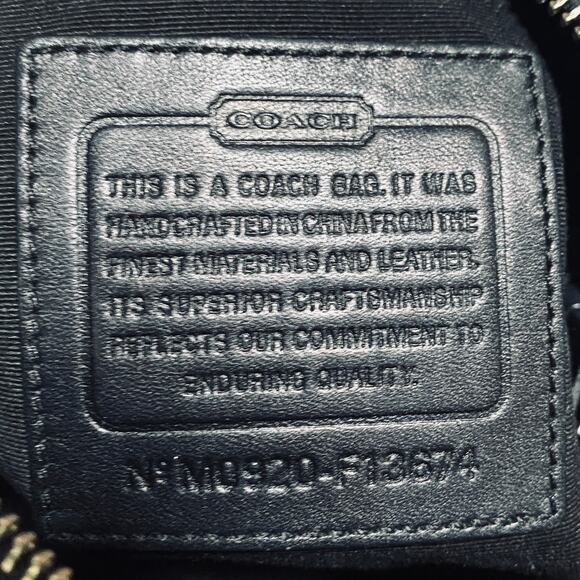 COACH
THIS IS A COACH BAG. IT WAS
HANDCRAFTED IN CHINA FROM THE
FINEST MATERIALS AND LEATHER.
ITS SUPERIOR CRAFTSMANSHIP
REFLECTS OUR COMMITMENT TO
ENDURING QUALITY.
Nº M0920-F13674